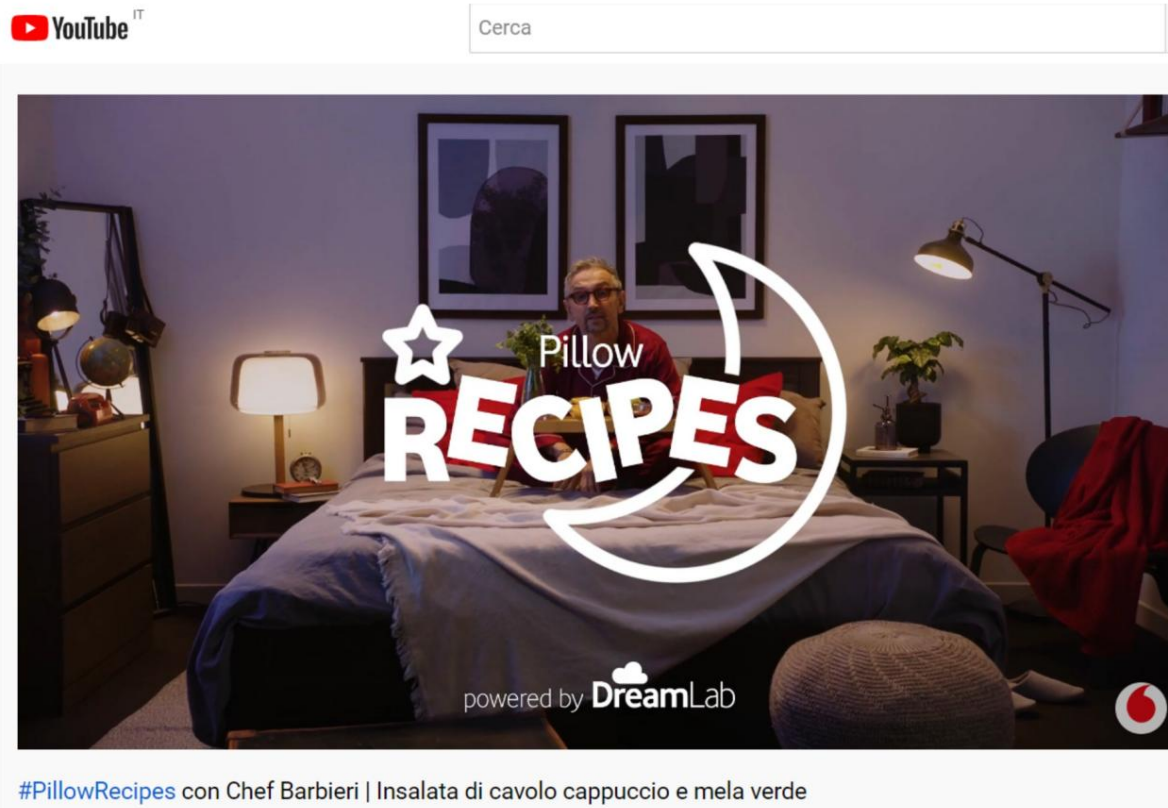 YouTube IT
Cerca
Pillow
RECIPES
powered by DreamLab
#PillowRecipes con Chef Barbieri | Insalata di cavolo cappuccio e mela verde